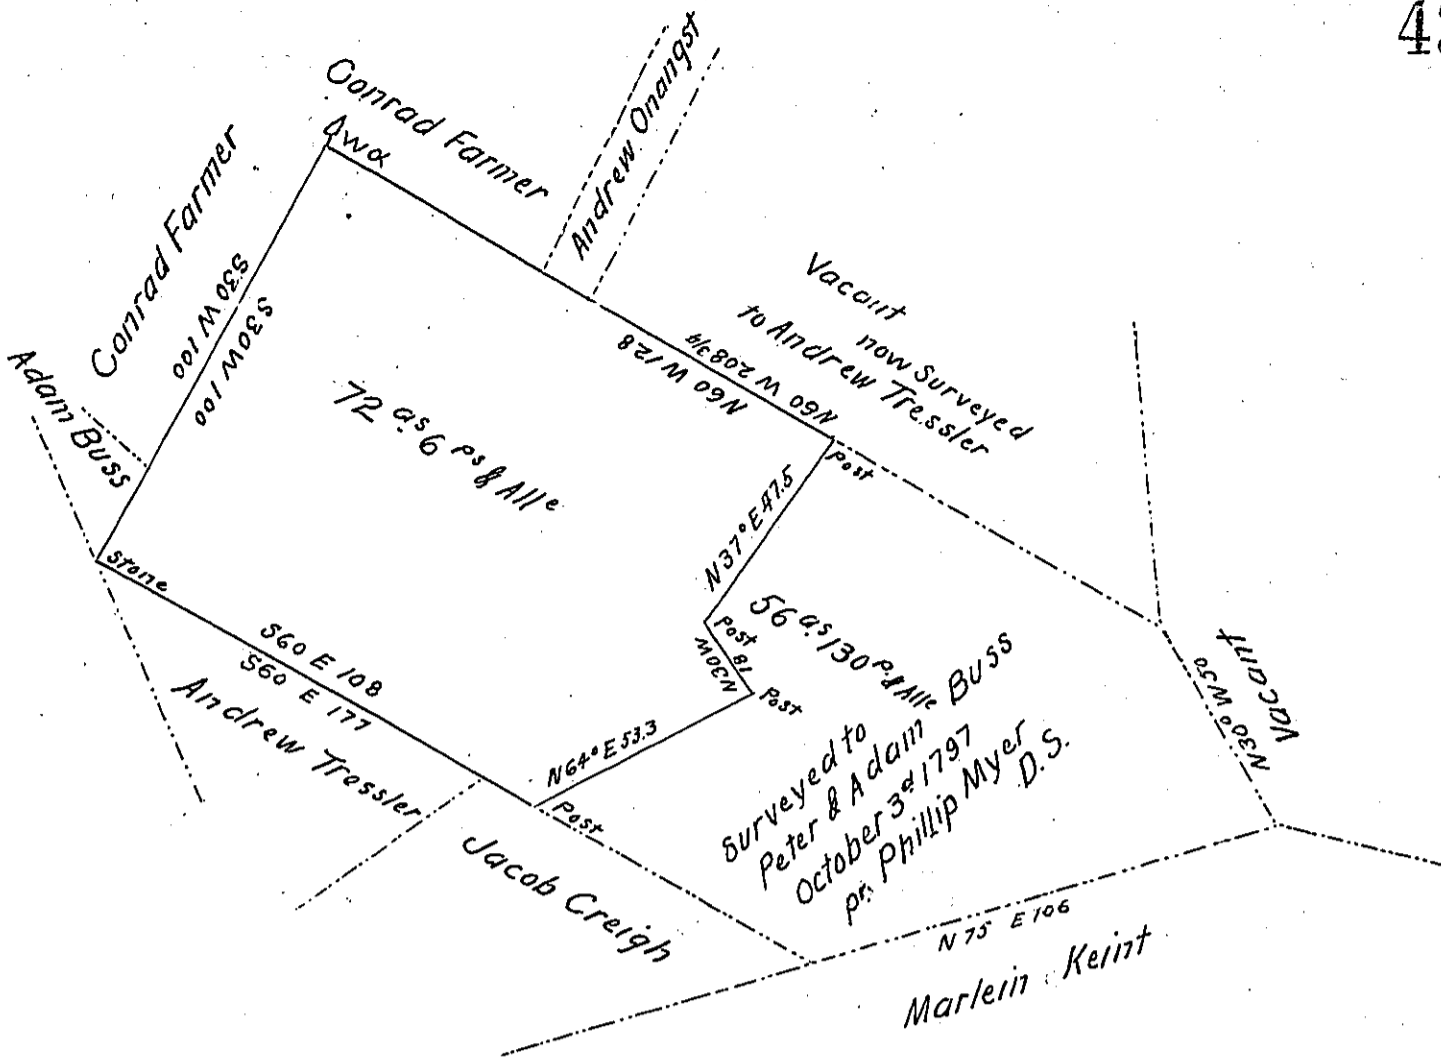 Conrad Farmer
Andrew Onangst
Conrad Farmer
S30 W 100
S30W 100
Adam Buss
Vacant
now Surveyed
to Andrew Tressler
N60 W 208 3/4
N60 W 128
Post
72 as. 6 ps & Alle
N37° E 47.5
Stone
S60 E 108
S60 E 177
Andrew Tressler
Post
N30W 18
Post
N64° E 53.3
Post
56 as 130 ps & Alle
Surveyed to
Peter & Adam Buss
October 3d 1797
pr. Phillip Myer
D.S.
Vacant
N30° W50
Jacob Creigh
N 75 E 106
Marlein Keint